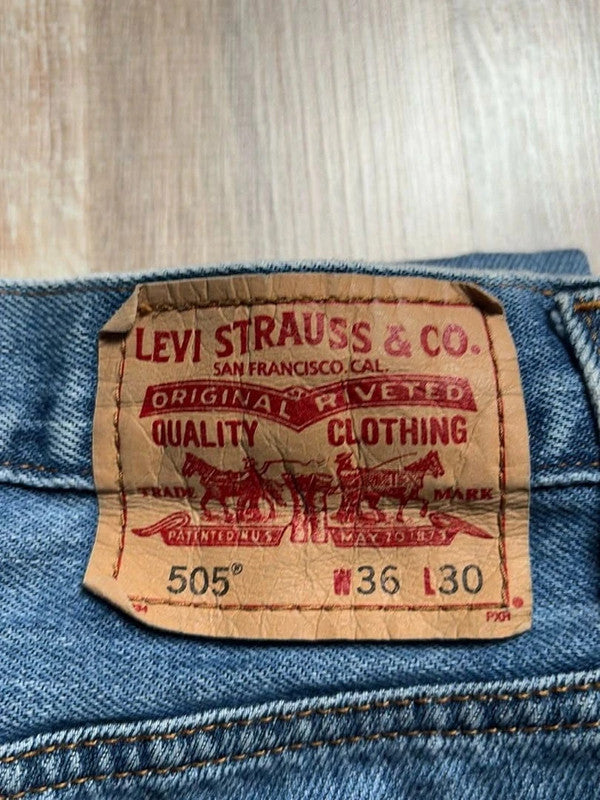 LEVI STRAUSS & CO.
SAN FRANCISCO. CAL.
ORIGINAL RIVETED
QUALITY CLOTHING
TRADE MARK
PATENTED IN U.S. MAY 20 1873
505® W36 L30
PXH ®